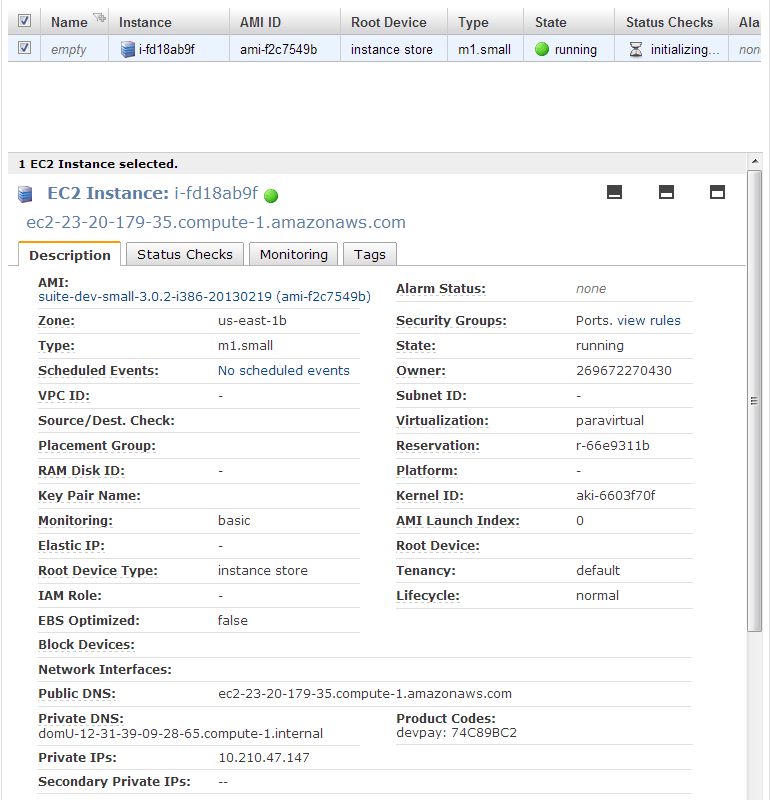 Name Instance AMI ID Root Device Type State Status Checks Ala
empty i-fd18ab9f ami-f2c7549b instance store m1.small running initializing... non
1 EC2 Instance selected.
EC2 Instance: i-fd18ab9f
ec2-23-20-179-35.compute-1.amazonaws.com
Description Status Checks Monitoring Tags
AMI:
suite-dev-small-3.0.2-i386-20130219 (ami-f2c7549b) Alarm Status: none
Zone: us-east-1b Security Groups: Ports. view rules
Type: m1.small State: running
Scheduled Events: No scheduled events Owner: 269672270430
VPC ID: - Subnet ID: -
Source/Dest. Check: Virtualization: paravirtual
Placement Group: Reservation: r-66e9311b
RAM Disk ID: - Platform: -
Key Pair Name: Kernel ID: aki-6603f70f
Monitoring: basic AMI Launch Index: 0
Elastic IP: - Root Device:
Root Device Type: instance store Tenancy: default
IAM Role: - Lifecycle: normal
EBS Optimized: false
Block Devices:
Network Interfaces:
Public DNS: ec2-23-20-179-35.compute-1.amazonaws.com
Private DNS: Product Codes:
domU-12-31-39-09-28-65.compute-1.internal devpay: 74C89BC2
Private IPs: 10.210.47.147
Secondary Private IPs: --